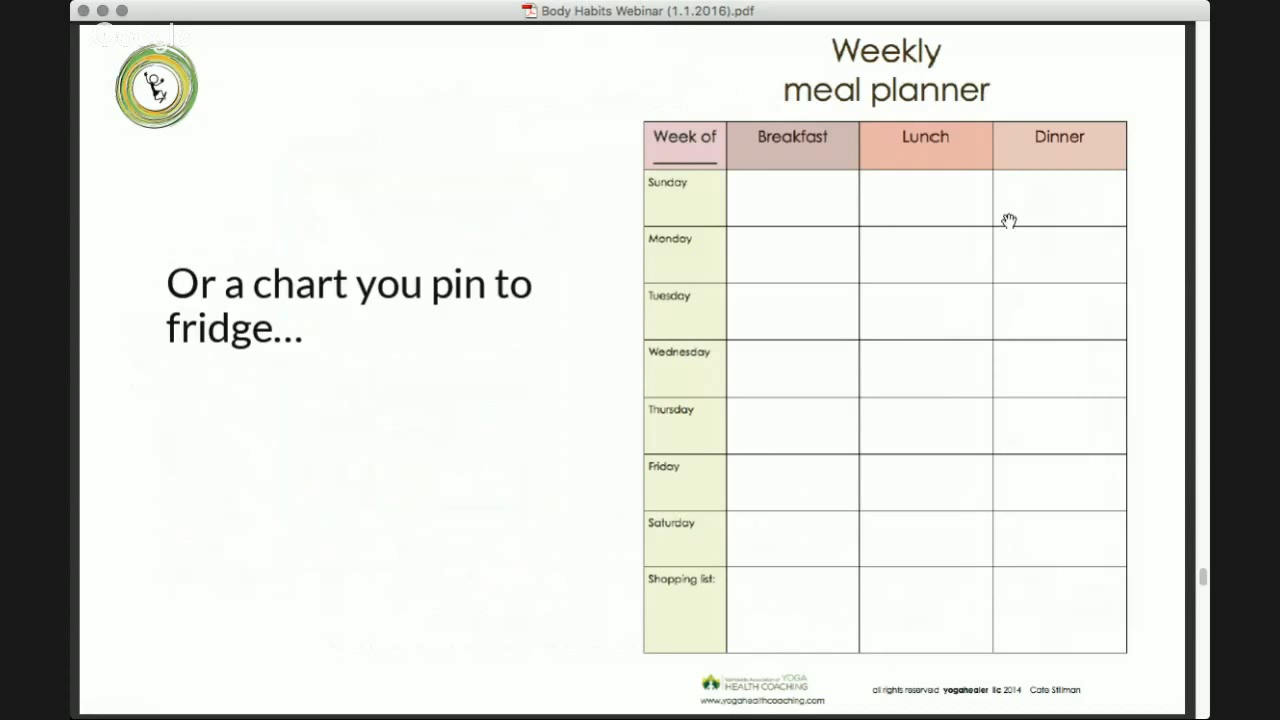 Body Habits Webinar (1.1.2016).pdf
Google
Weekly
meal planner
Or a chart you pin to
fridge...
Week of Breakfast Lunch Dinner
Sunday
Monday
Tuesday
Wednesday
Thursday
Friday
Saturday
Shopping list:
YOGA
HEALTH COACHING
www.yogahealthcoaching.com
all rights reserved yogahealer llc 2014 Cate Stillman